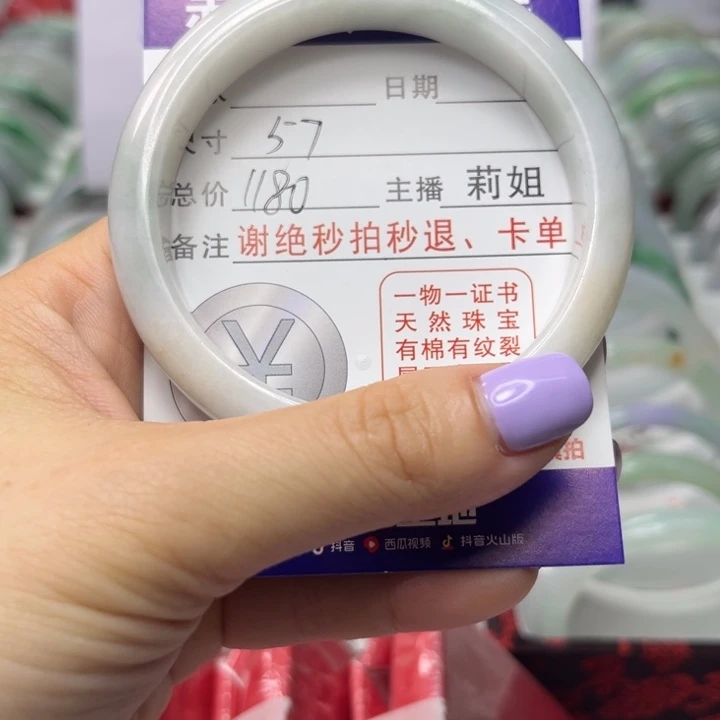 日期
尺寸 57
总价 1180 主播 莉姐
备注 谢绝秒拍秒退、卡单
¥
一物一证书
天然珠宝
有棉有纹裂
抖音 西瓜视频 抖音火山版